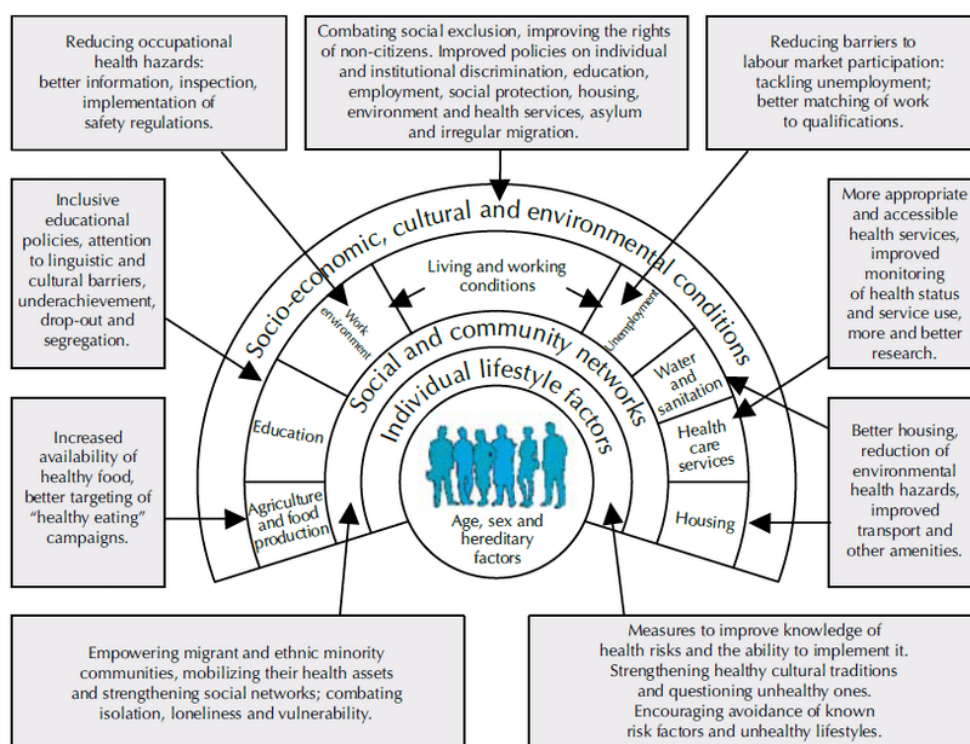 Reducing occupational
health hazards:
better information, inspection,
implementation of
safety regulations.
Combating social exclusion, improving the rights
of non-citizens. Improved policies on individual
and institutional discrimination, education,
employment, social protection, housing,
environment and health services, asylum
and irregular migration.
Reducing barriers to
labour market participation:
tackling unemployment;
better matching of work
to qualifications.
Inclusive
educational
policies, attention
to linguistic and
cultural barriers,
underachievement,
drop-out and
segregation.
More appropriate
and accessible
health services,
improved
monitoring
of health status
and service use,
more and better
research.
Increased
availability of
healthy food,
better targeting of
“healthy eating”
campaigns.
Better housing,
reduction of
environmental
health hazards,
improved
transport and
other amenities.
Socio-economic, cultural and environmental conditions
Living and working
conditions
Work
environment
Unemployment
Water
and
sanitation
Education
Health
care
services
Agriculture
and food
production
Housing
Social and community networks
Individual lifestyle factors
Age, sex and
hereditary
factors
Empowering migrant and ethnic minority
communities, mobilizing their health assets
and strengthening social networks; combating
isolation, loneliness and vulnerability.
Measures to improve knowledge of
health risks and the ability to implement it.
Strengthening healthy cultural traditions
and questioning unhealthy ones.
Encouraging avoidance of known
risk factors and unhealthy lifestyles.